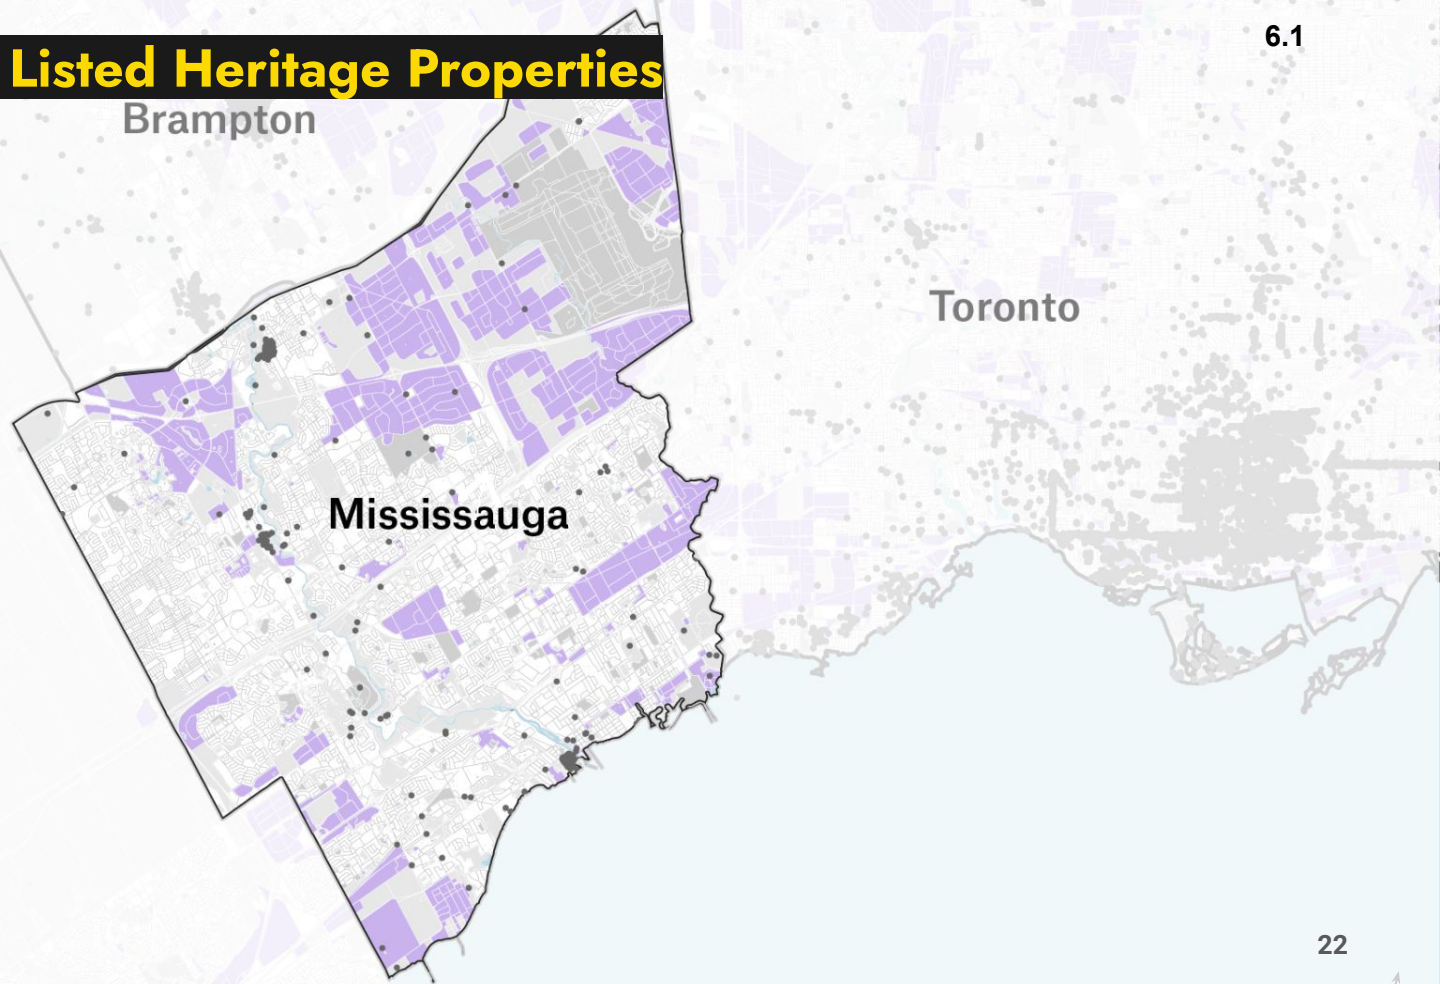 6.1
Listed Heritage Properties
Brampton
Toronto
Mississauga
22